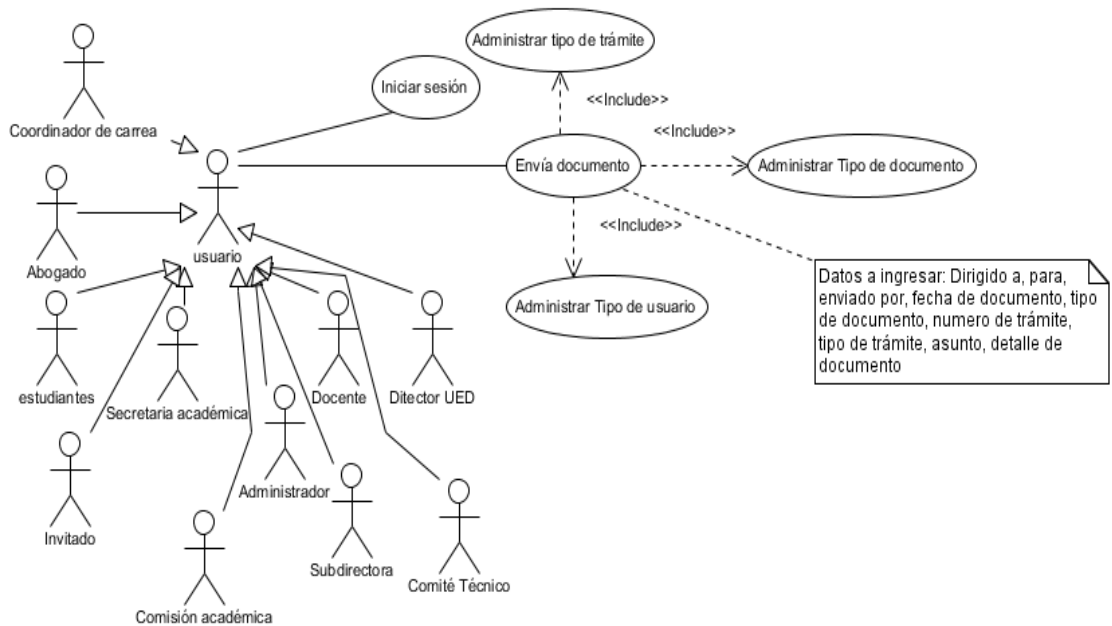 Administrar tipo de trámite
Iniciar sesión
<<Include>>
Coordinador de carrea
<<Include>>
Envía documento
Administrar Tipo de documento
<<Include>>
usuario
Abogado
Datos a ingresar: Dirigido a, para,
enviado por, fecha de documento, tipo
de documento, numero de trámite,
tipo de trámite, asunto, detalle de
documento
Administrar Tipo de usuario
estudiantes
Secretaria académica
Docente
Ditector UED
Administrador
Invitado
Subdirectora
Comité Técnico
Comisión académica